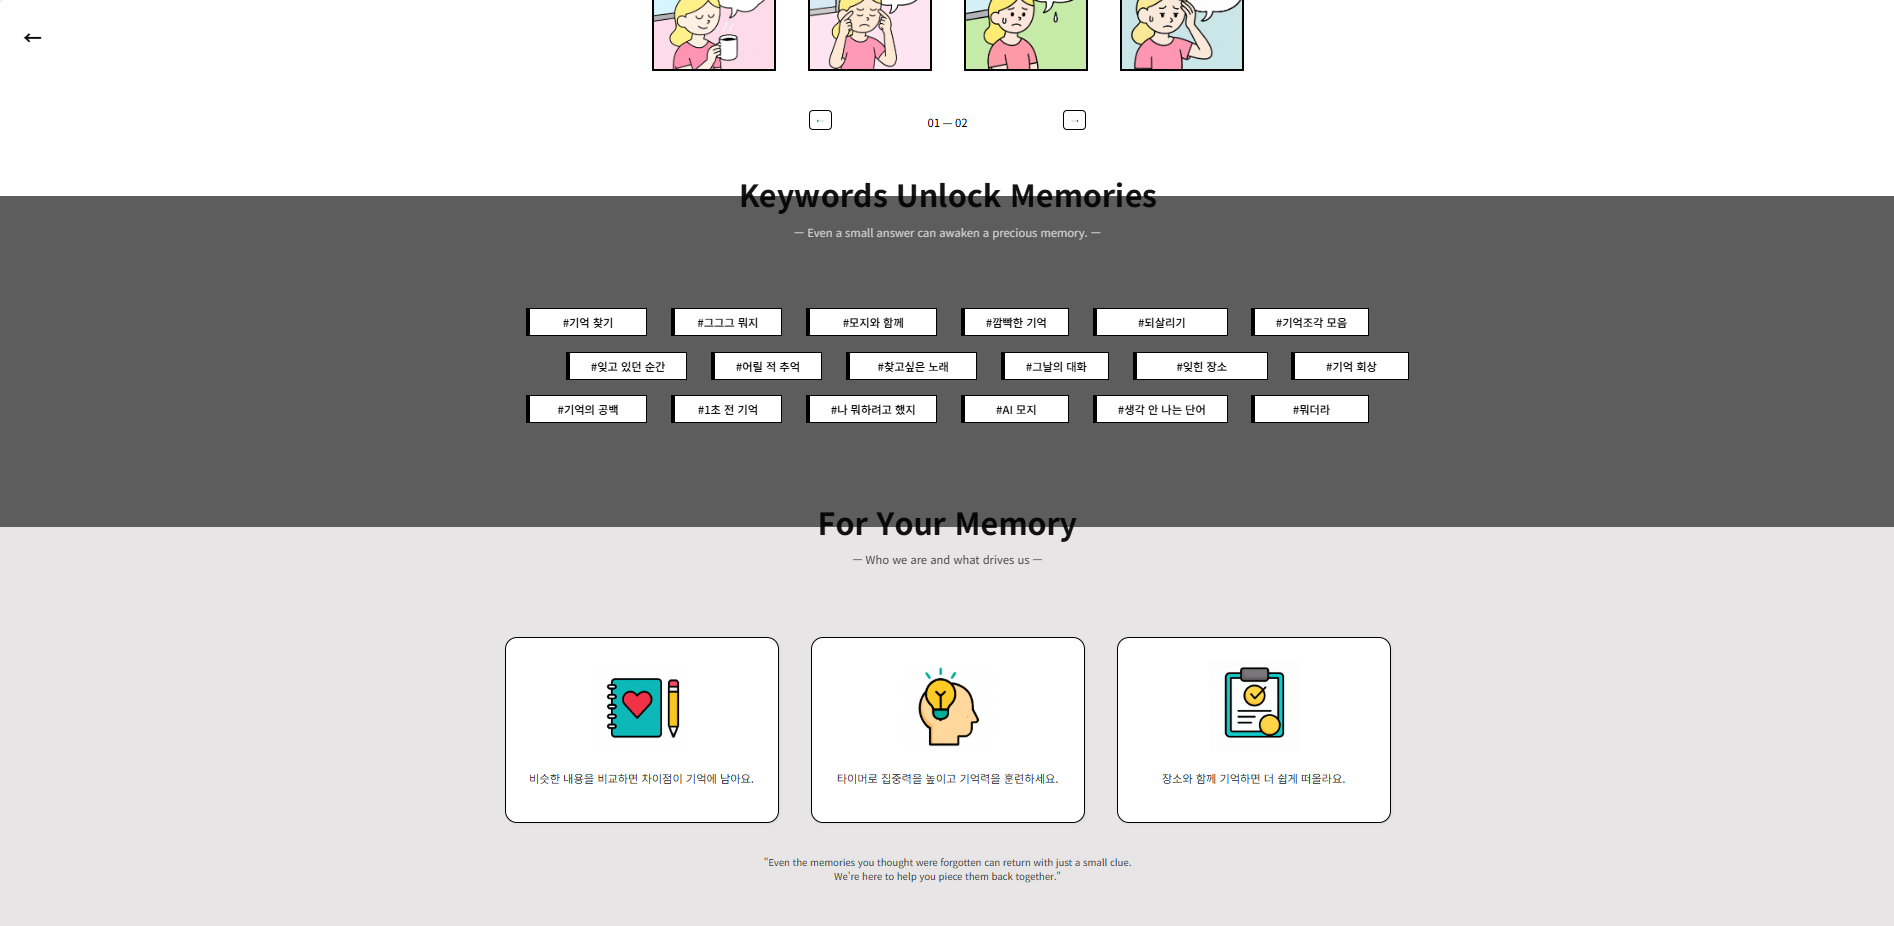 ←
← 01 — 02 →
Keywords Unlock Memories
— Even a small answer can awaken a precious memory. —
#기억 찾기 #그그그 뭐지 #모지와 함께 #깜빡한 기억 #되살리기 #기억조각 모음
#잊고 있던 순간 #어릴 적 추억 #찾고싶은 노래 #그날의 대화 #잊힌 장소 #기억 회상
#기억의 공백 #1초 전 기억 #나 뭐하려고 했지 #AI 모지 #생각 안 나는 단어 #뭐더라
For Your Memory
— Who we are and what drives us —
비슷한 내용을 비교하면 차이점이 기억에 남아요.
타이머로 집중력을 높이고 기억력을 훈련하세요.
장소와 함께 기억하면 더 쉽게 떠올라요.
"Even the memories you thought were forgotten can return with just a small clue.
We're here to help you piece them back together."